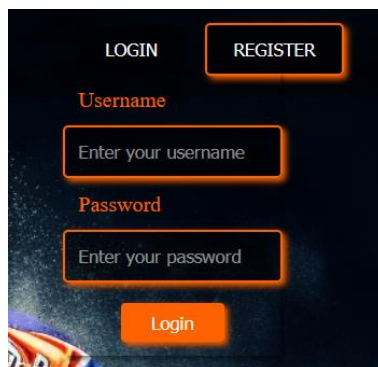 LOGIN REGISTER
Username
Enter your username
Password
Enter your password
Login